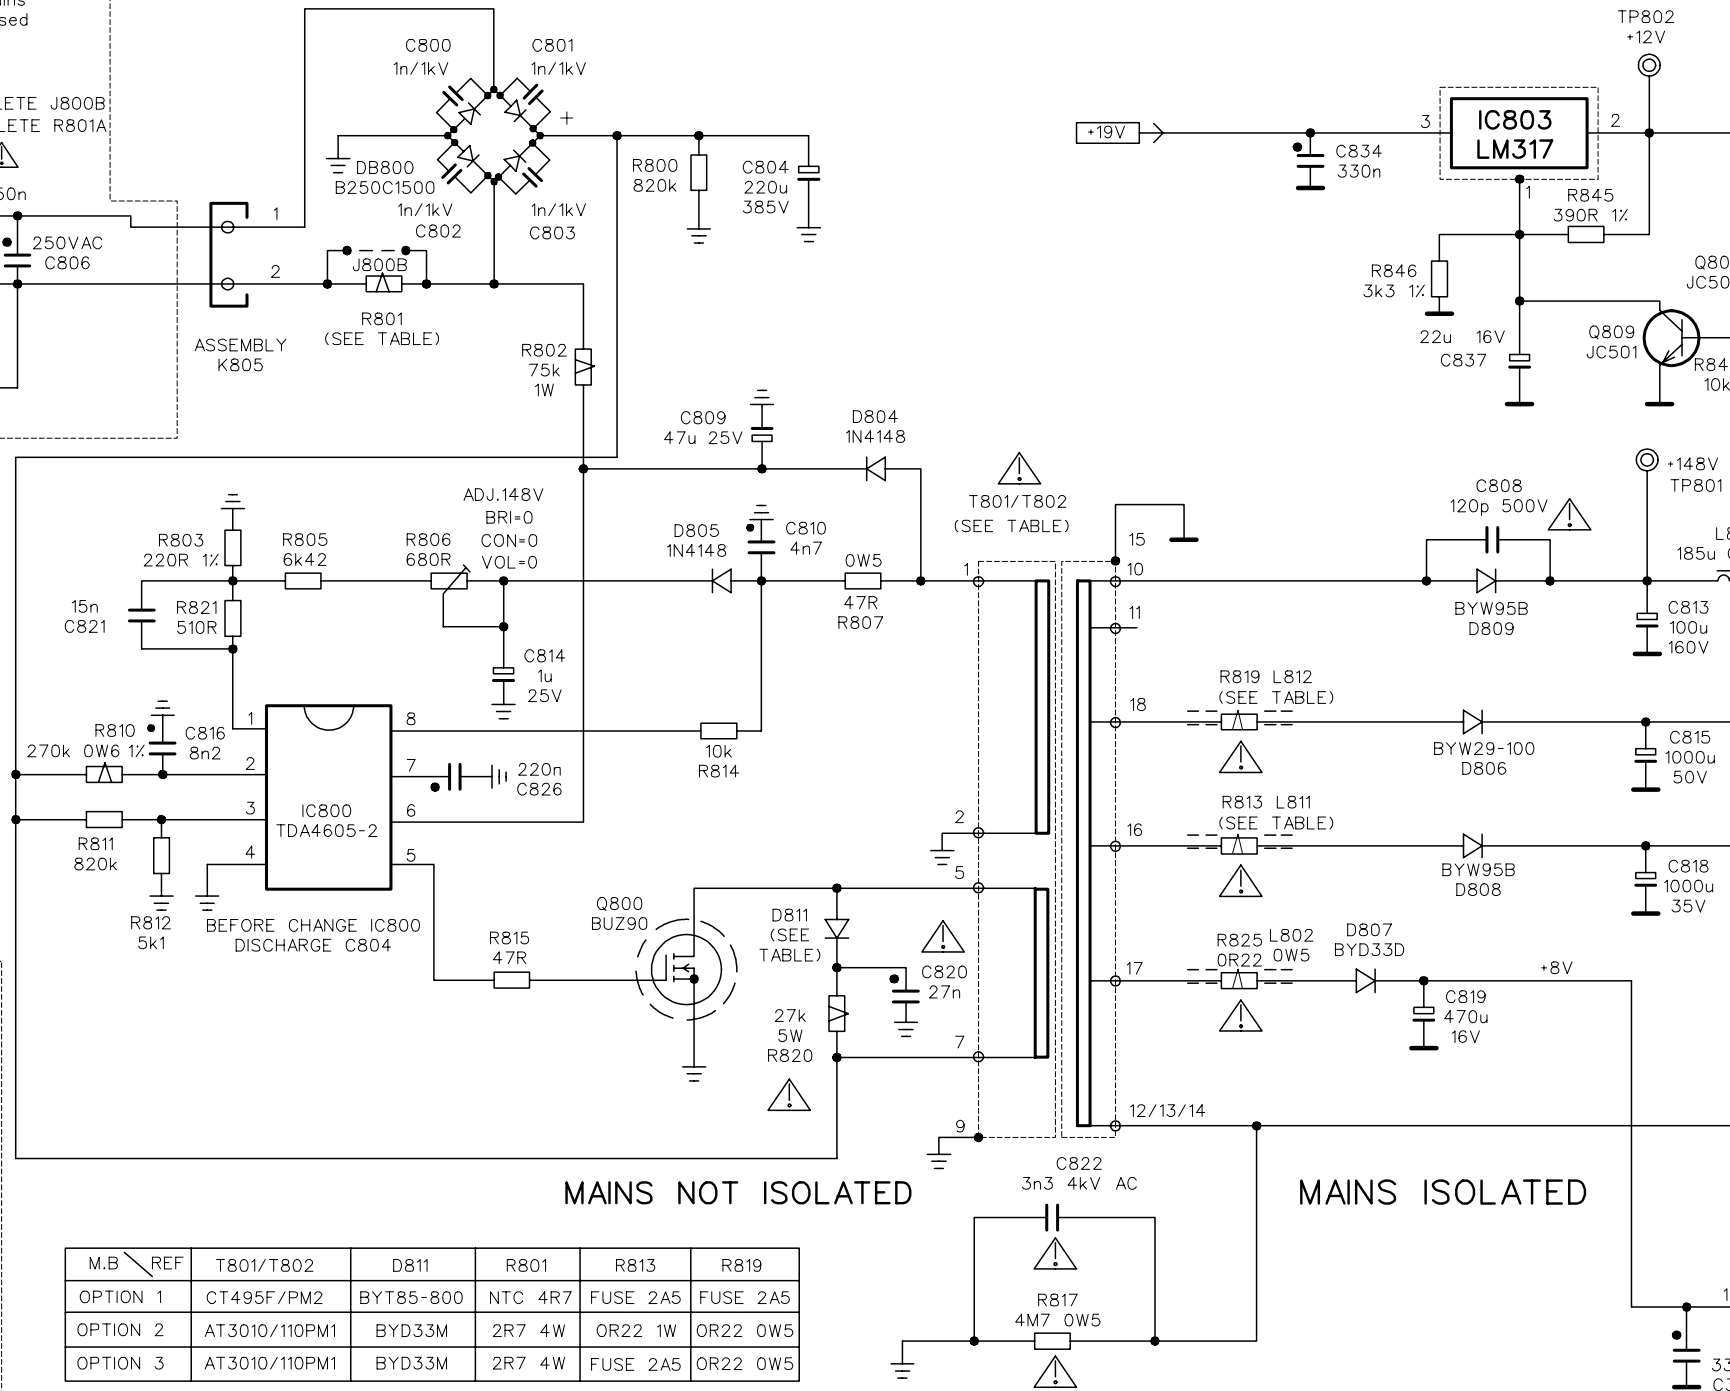 TP802
+12V
C800
1n/1kV
C801
1n/1kV
+
LETE J800B
LETE R801A
DB800
B250C1500
1n/1kV
C802
1n/1kV
C803
R800
820k
C804
220u
385V
+19V
3
IC803
LM317
2
1
C834
330n
R845
390R 1%
R846
3k3 1%
22u 16V
C837
Q809
JC501
250VAC
C806
1
2
J800B
R801
(SEE TABLE)
ASSEMBLY
K805
R802
75k
1W
C809
47u 25V
D804
1N4148
ADJ.148V
BRI=0
CON=0
VOL=0
R803
220R 1%
R805
6k42
R806
680R
D805
1N4148
C810
4n7
0W5
47R
R807
15n
C821
R821
510R
C814
1u
25V
T801/T802
(SEE TABLE)
+148V
TP801
C808
120p 500V
BYW95B
D809
C813
100u
160V
R810
270k 0W6 1%
C816
8n2
R811
820k
R812
5k1
1
2
3
4
8
7
6
5
IC800
TDA4605-2
220n
C826
10k
R814
BEFORE CHANGE IC800
DISCHARGE C804
R815
47R
Q800
BUZ90
D811
(SEE
TABLE)
27k
5W
R820
C820
27n
1
2
5
7
9
15
10
11
18
16
17
12/13/14
R819 L812
(SEE TABLE)
BYW29-100
D806
C815
1000u
50V
R813 L811
(SEE TABLE)
BYW95B
D808
C818
1000u
35V
R825 L802
0R22 0W5
D807
BYD33D
+8V
C819
470u
16V
MAINS NOT ISOLATED
MAINS ISOLATED
C822
3n3 4kV AC
R817
4M7 0W5
M.B REF T801/T802 D811 R801 R813 R819
OPTION 1 CT495F/PM2 BYT85-800 NTC 4R7 FUSE 2A5 FUSE 2A5
OPTION 2 AT3010/110PM1 BYD33M 2R7 4W 0R22 1W 0R22 0W5
OPTION 3 AT3010/110PM1 BYD33M 2R7 4W FUSE 2A5 0R22 0W5